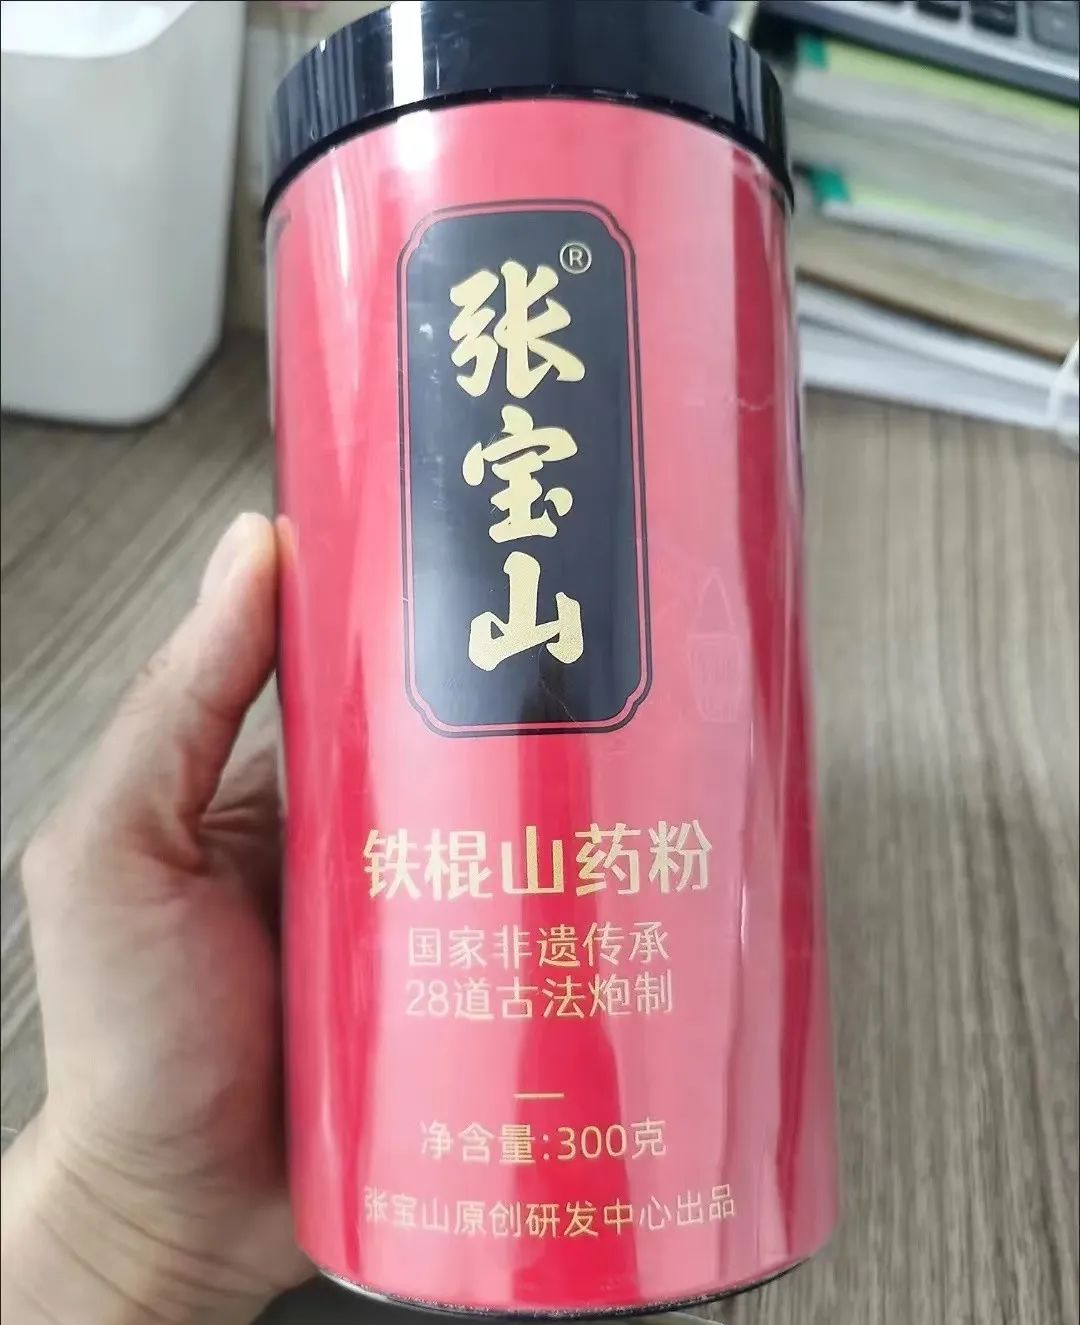 张宝山®
铁棍山药粉
国家非遗传承
28道古法炮制
净含量:300克
张宝山原创研发中心出品